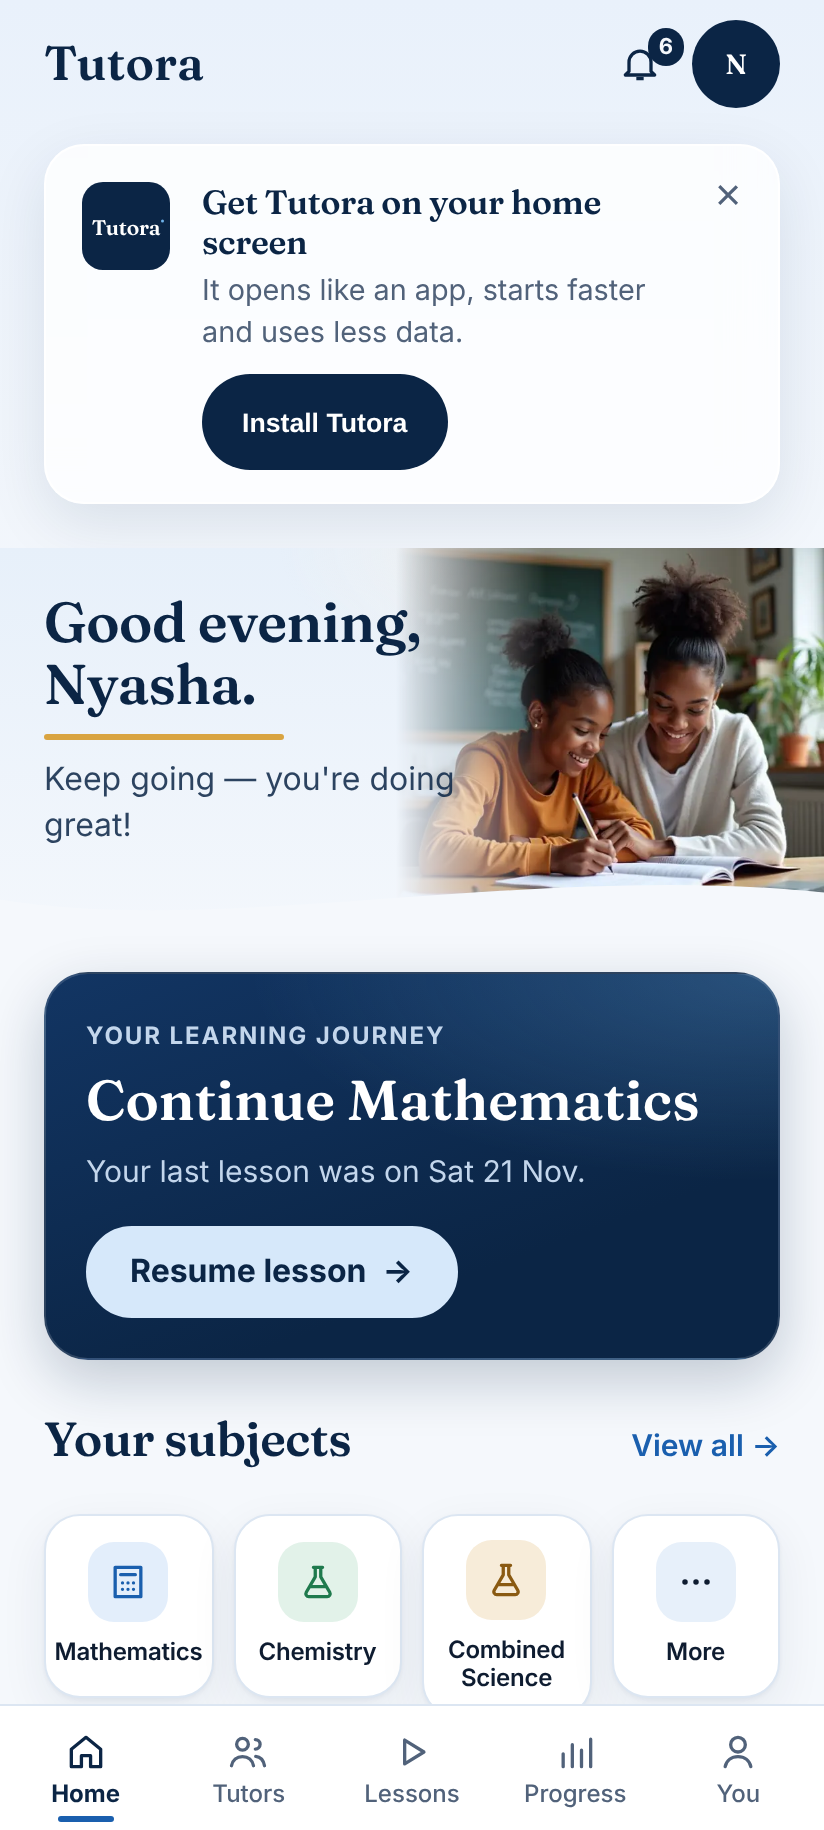 Tutora
6
N
Tutora
Get Tutora on your home
screen
It opens like an app, starts faster
and uses less data.
Install Tutora
Good evening,
Nyasha.
Keep going — you're doing
great!
YOUR LEARNING JOURNEY
Continue Mathematics
Your last lesson was on Sat 21 Nov.
Resume lesson →
Your subjects
View all →
Mathematics
Chemistry
Combined
Science
More
Home
Tutors
Lessons
Progress
You